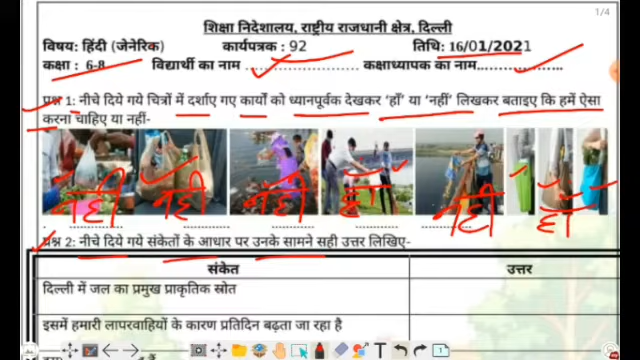 1/4
शिक्षा निदेशालय, राष्ट्रीय राजधानी क्षेत्र, दिल्ली
विषय: हिंदी (जेनेरिक) कार्यपत्रक: 92 तिथि: 16/01/2021
कक्षा: 6-8 विद्यार्थी का नाम ........................ कक्षाध्यापक का नाम....................
प्रश्न 1: नीचे दिये गये चित्रों में दर्शाए गए कार्यों को ध्यानपूर्वक देखकर 'हाँ' या 'नहीं' लिखकर बताइए कि हमें ऐसा
करना चाहिए या नहीं-
नही नही नही हा नही हाँ
प्रश्न 2: नीचे दिये गये संकेतों के आधार पर उनके सामने सही उत्तर लिखिए-
संकेत उत्तर
दिल्ली में जल का प्रमुख प्राकृतिक स्रोत
इसमें हमारी लापरवाहियों के कारण प्रतिदिन बढ़ता जा रहा है